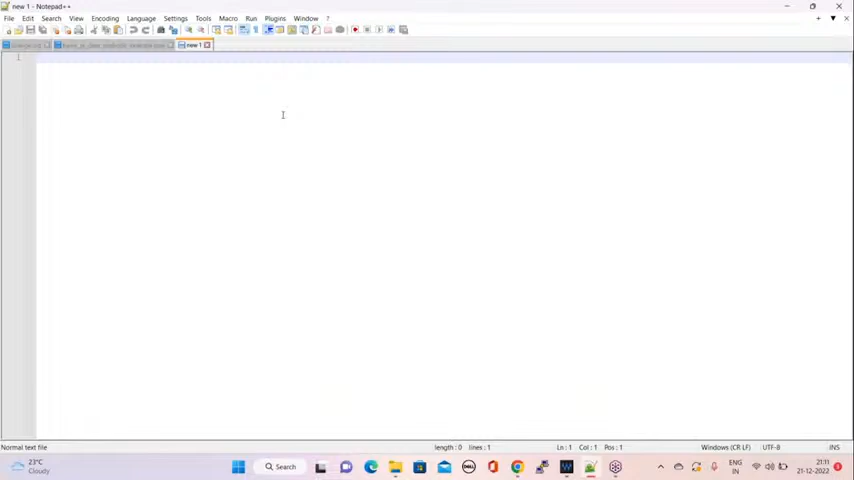 new 1 - Notepad++
File Edit Search View Encoding Language Settings Tools Macro Run Plugins Window ?
new 1
1
Normal text file
length : 0 lines : 1
Ln : 1 Col : 1 Pos : 1
Windows (CR LF)
UTF-8
INS
23°C
Cloudy
Search
DELL
W
ENG
IN
21:11
21-12-2022